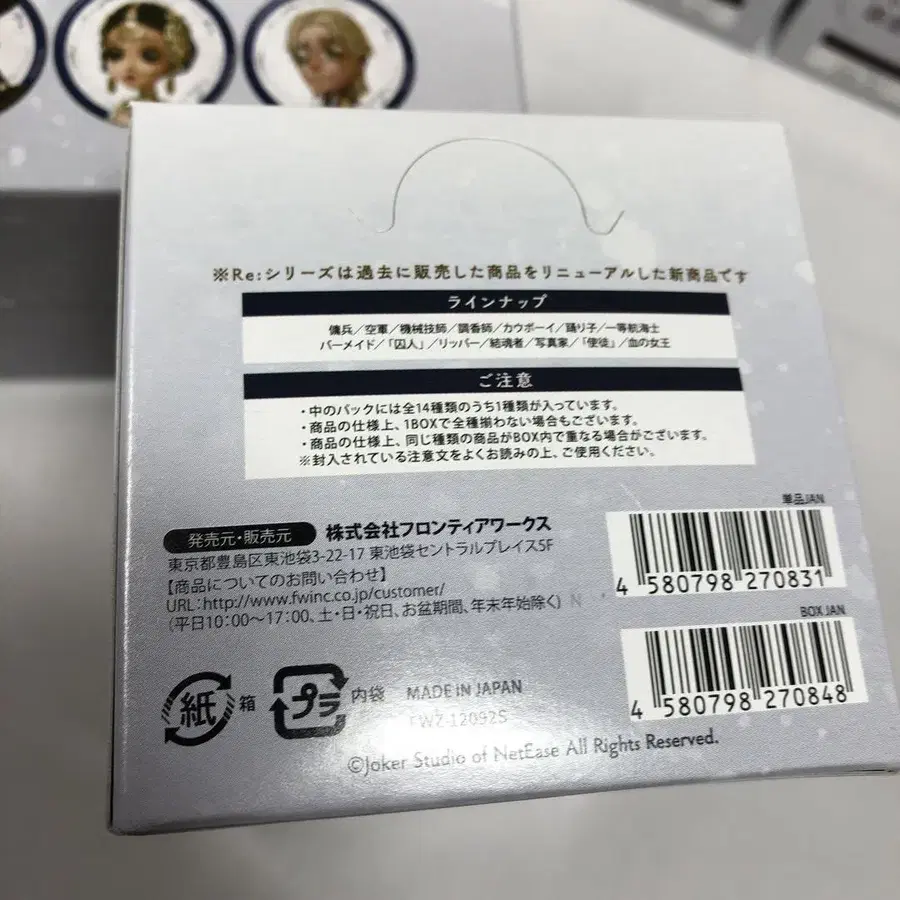 ※Re:シリーズは過去に販売した商品をリニューアルした新商品です
ラインナップ
傭兵／空軍／機械技師／調香師／カウボーイ／踊り子／一等航海士
バーメイド／「囚人」／リッパー／結魂者／写真家／「使徒」／血の女王
ご注意
・中のパックには全14種類のうち1種類が入っています。
・商品の仕様上、1BOXで全種揃わない場合もございます。
・商品の仕様上、同じ種類の商品がBOX内で重なる場合がございます。
※封入されている注意文をよくお読みの上、ご使用ください。
発売元・販売元 株式会社フロンティアワークス
東京都豊島区東池袋3-22-17 東池袋セントラルプレイス5F
【商品についてのお問い合わせ】
URL:http://www.fwinc.co.jp/customer/
(平日10:00〜17:00、土・日・祝日、お盆期間、年末年始除く)
単品JAN
4 580798 270831
BOX JAN
4 580798 270848
紙 箱 プラ 内袋 MADE IN JAPAN
©Joker Studio of NetEase All Rights Reserved.